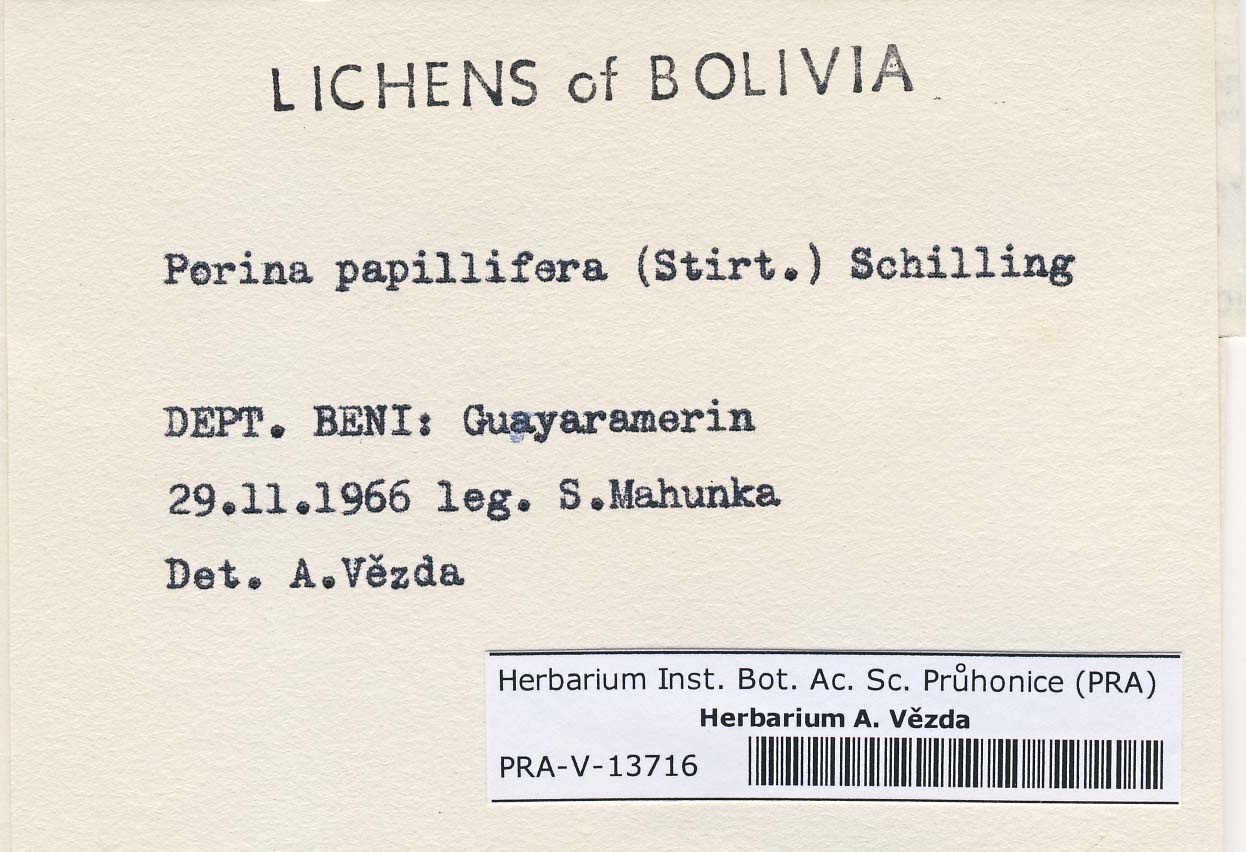 LICHENS of BOLIVIA
Porina papillifera (Stirt.) Schilling
DEPT. BENI: Guayaramerin
29.11.1966 leg. S.Mahunka
Det. A.Vězda
Herbarium Inst. Bot. Ac. Sc. Průhonice (PRA)
Herbarium A. Vězda
PRA-V-13716